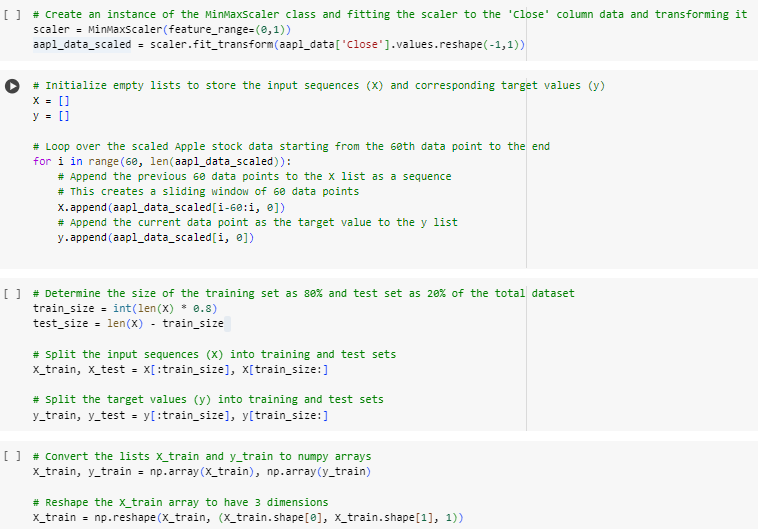 [ ] # Create an instance of the MinMaxScaler class and fitting the scaler to the 'Close' column data and transforming it
scaler = MinMaxScaler(feature_range=(0,1))
aapl_data_scaled = scaler.fit_transform(aapl_data['Close'].values.reshape(-1,1))
# Initialize empty lists to store the input sequences (X) and corresponding target values (y)
X = []
y = []
# Loop over the scaled Apple stock data starting from the 60th data point to the end
for i in range(60, len(aapl_data_scaled)):
# Append the previous 60 data points to the X list as a sequence
# This creates a sliding window of 60 data points
X.append(aapl_data_scaled[i-60:i, 0])
# Append the current data point as the target value to the y list
y.append(aapl_data_scaled[i, 0])
[ ] # Determine the size of the training set as 80% and test set as 20% of the total dataset
train_size = int(len(X) * 0.8)
test_size = len(X) - train_size
# Split the input sequences (X) into training and test sets
X_train, X_test = X[:train_size], X[train_size:]
# Split the target values (y) into training and test sets
y_train, y_test = y[:train_size], y[train_size:]
[ ] # Convert the lists X_train and y_train to numpy arrays
X_train, y_train = np.array(X_train), np.array(y_train)
# Reshape the X_train array to have 3 dimensions
X_train = np.reshape(X_train, (X_train.shape[0], X_train.shape[1], 1))